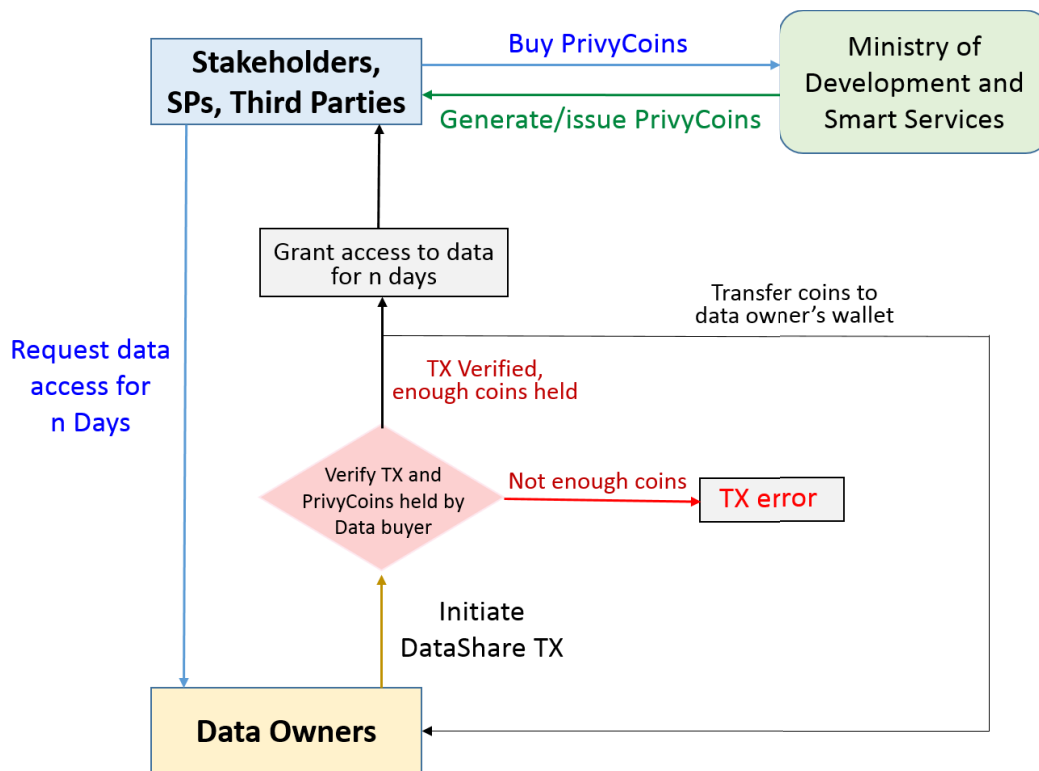 Buy PrivyCoins
Stakeholders,
SPs, Third Parties
Ministry of
Development and
Smart Services
Generate/issue PrivyCoins
Grant access to data
for n days
Transfer coins to
data owner's wallet
Request data
access for
n Days
TX Verified,
enough coins held
Verify TX and
PrivyCoins held by
Data buyer
Not enough coins
TX error
Initiate
DataShare TX
Data Owners